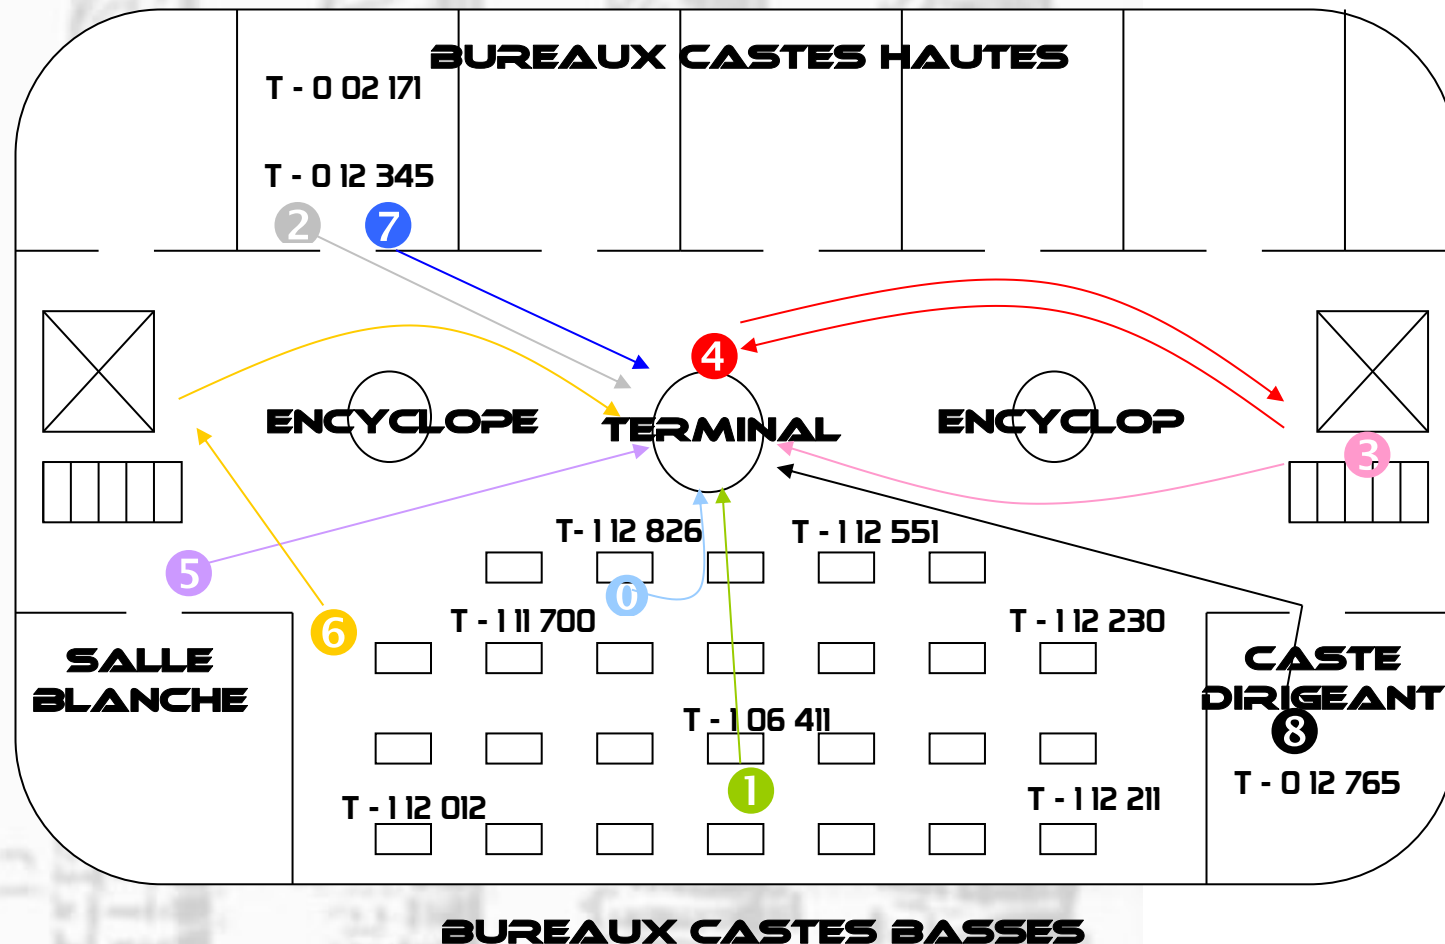 BUREAUX CASTES HAUTES
T - 0 02 171
T - 0 12 345
2
7
4
ENCYCLOPE
TERMINAL
ENCYCLOP
3
T- 1 12 826
T - 1 12 551
5
0
T - 1 11 700
T - 1 12 230
6
SALLE
BLANCHE
CASTE
DIRIGEANT
T - 1 06 411
8
T - 0 12 765
1
T - 1 12 012
T - 1 12 211
BUREAUX CASTES BASSES